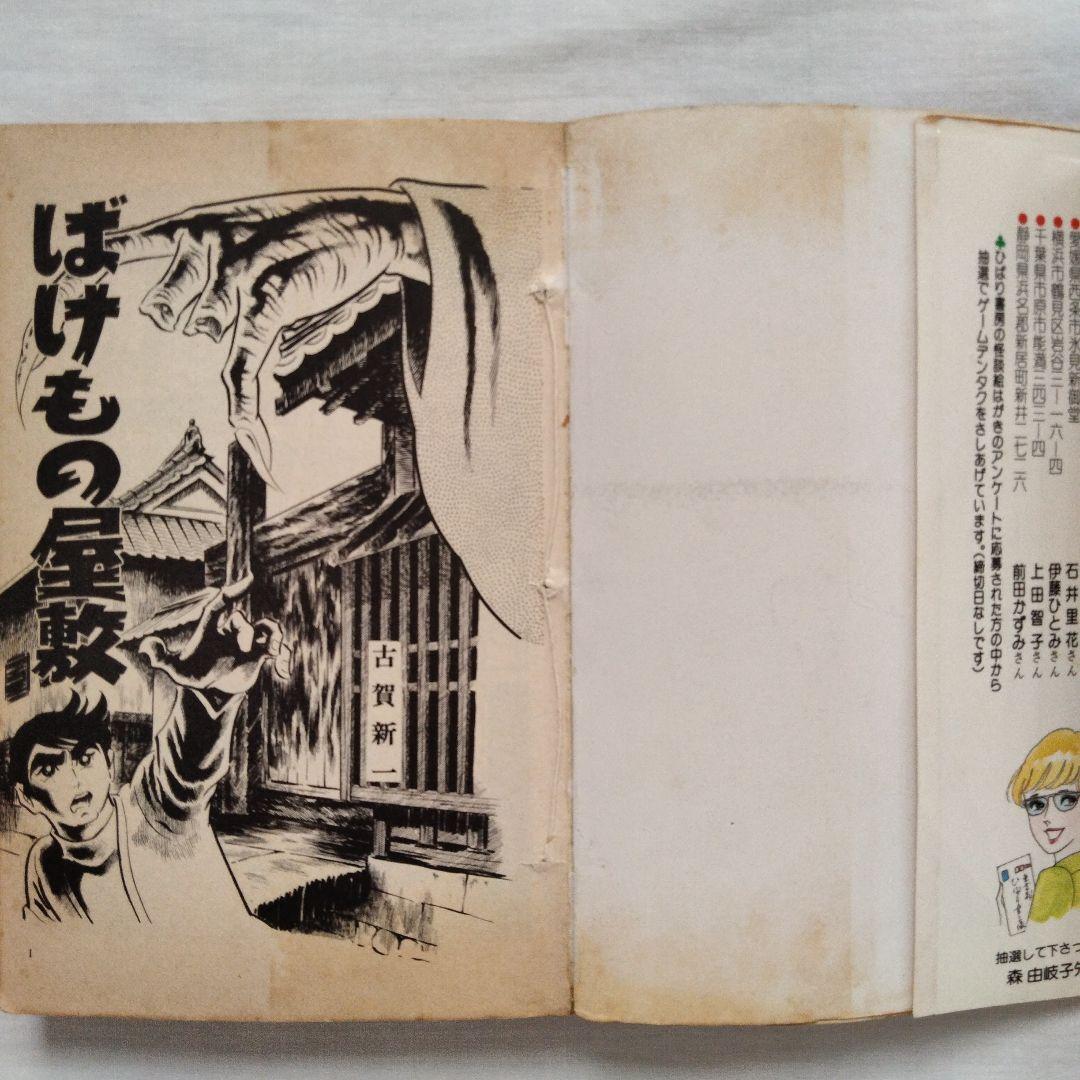 ばけもの屋敷
古賀新一
1
●愛媛県西条市氷見新御堂 石井里花さん
●横浜市鶴見区岩谷三ー一六ー四 伊藤ひとみさん
●千葉県市原市能満三四三ー四 上田智子さん
●静岡県浜名郡新居町新井二七二六 前田かずみさん
♣ひばり書房の怪談絵はがきのアンケートに応募された方の中から
抽選でゲームデンタクをさしあげています。(締切日なしです)
抽選して下さっ
森由岐子